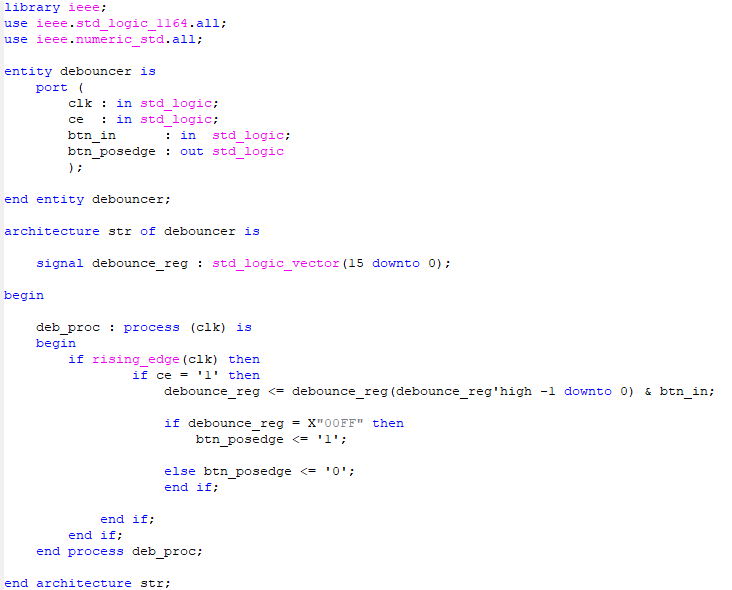 library ieee;
use ieee.std_logic_1164.all;
use ieee.numeric_std.all;
entity debouncer is
    port (
        clk : in std_logic;
        ce  : in std_logic;
        btn_in      : in  std_logic;
        btn_posedge : out std_logic
        );
end entity debouncer;
architecture str of debouncer is
    signal debounce_reg : std_logic_vector(15 downto 0);
begin
    deb_proc : process (clk) is
    begin
        if rising_edge(clk) then
                if ce = '1' then
                    debounce_reg <= debounce_reg(debounce_reg'high -1 downto 0) & btn_in;
                    if debounce_reg = X"00FF" then
                        btn_posedge <= '1';
                    else btn_posedge <= '0';
                    end if;
            end if;
        end if;
    end process deb_proc;
end architecture str;